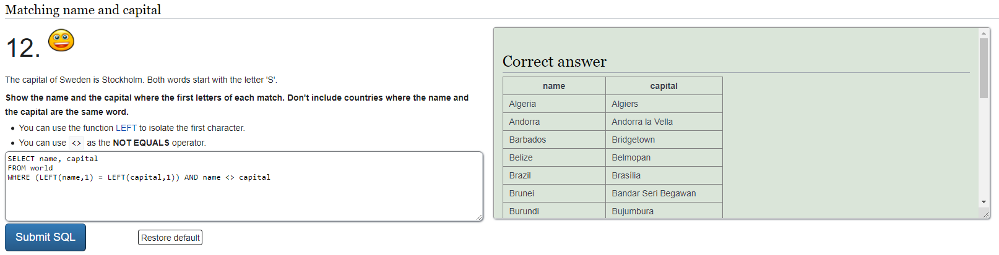 Matching name and capital
12.
The capital of Sweden is Stockholm. Both words start with the letter 'S'.
Show the name and the capital where the first letters of each match. Don't include countries where the name and
the capital are the same word.
• You can use the function LEFT to isolate the first character.
• You can use <> as the NOT EQUALS operator.
SELECT name, capital
FROM world
WHERE (LEFT(name,1) = LEFT(capital,1)) AND name <> capital
Submit SQL
Restore default
Correct answer
name capital
Algeria Algiers
Andorra Andorra la Vella
Barbados Bridgetown
Belize Belmopan
Brazil Brasília
Brunei Bandar Seri Begawan
Burundi Bujumbura